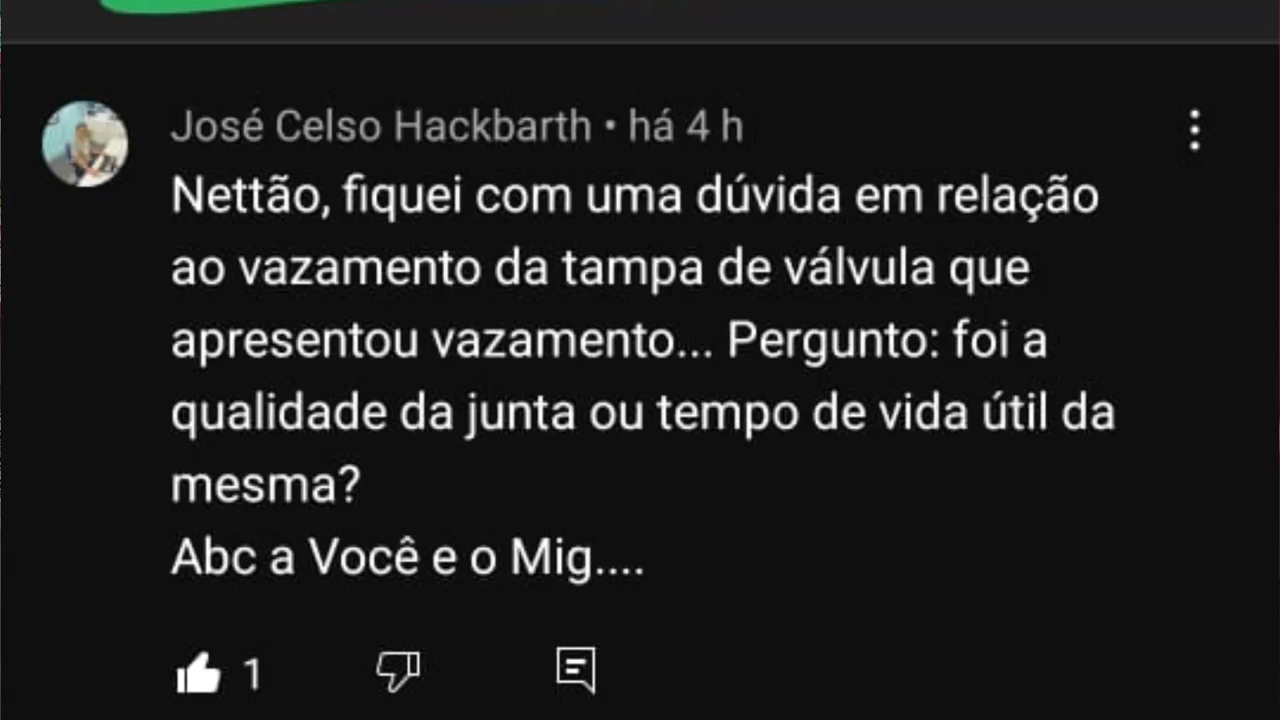 José Celso Hackbarth • há 4 h
Nettão, fiquei com uma dúvida em relação
ao vazamento da tampa de válvula que
apresentou vazamento... Pergunto: foi a
qualidade da junta ou tempo de vida útil da
mesma?
Abc a Você e o Mig....
1